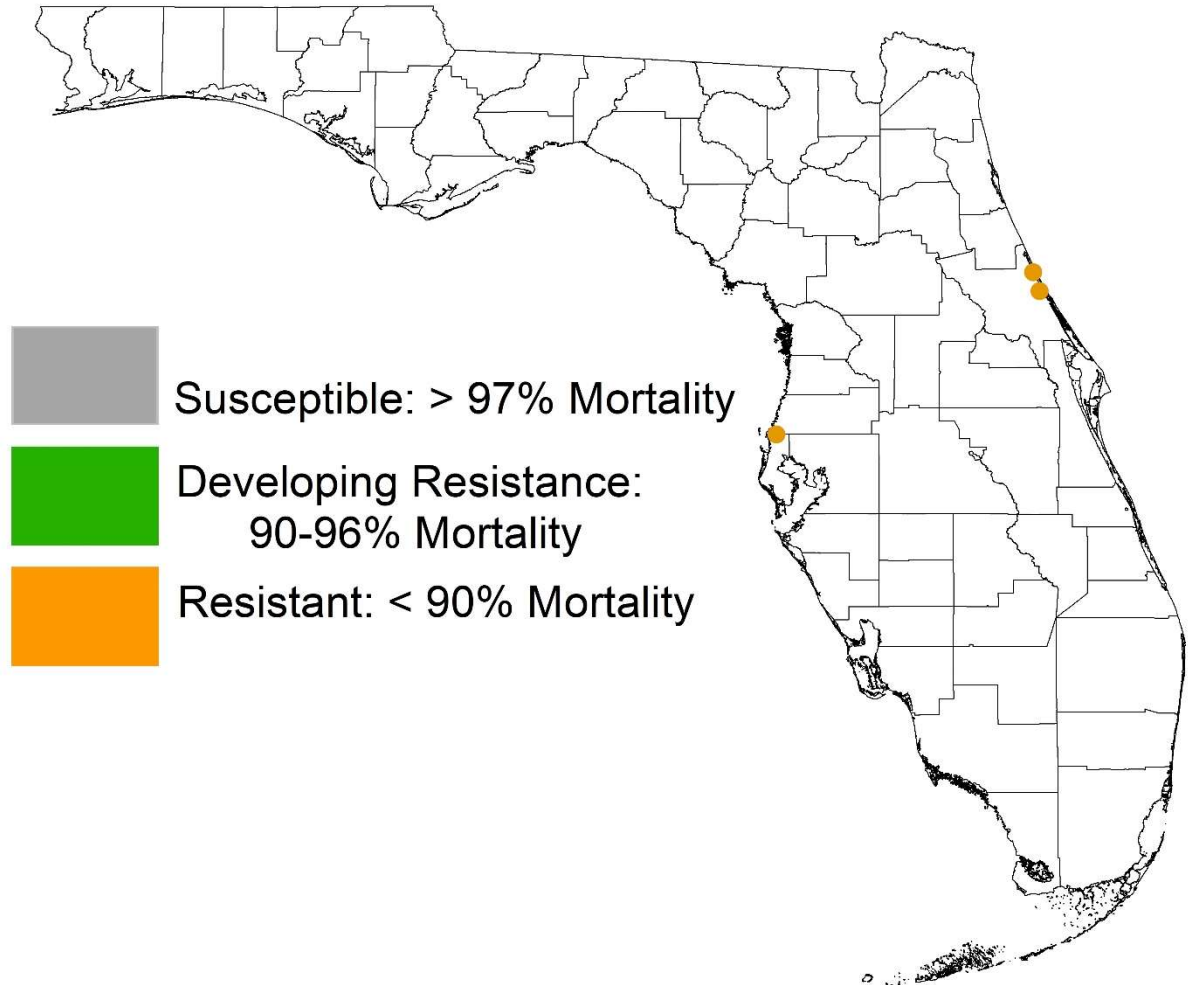 Susceptible: > 97% Mortality
Developing Resistance:
90-96% Mortality
Resistant: < 90% Mortality